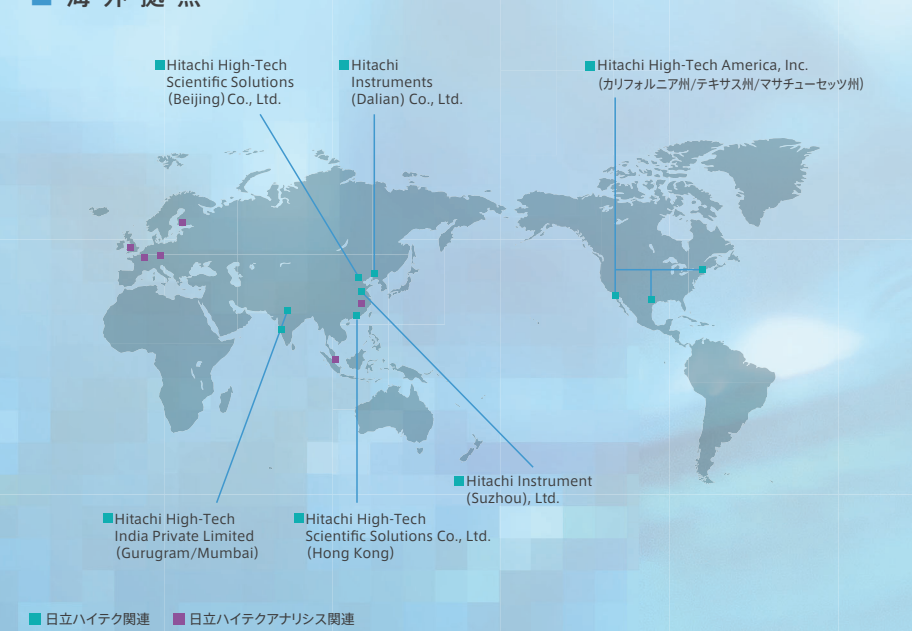 海外拠点
Hitachi High-Tech
Scientific Solutions
(Beijing) Co., Ltd.
Hitachi
Instruments
(Dalian) Co., Ltd.
Hitachi High-Tech America, Inc.
(カリフォルニア州/テキサス州/マサチューセッツ州)
Hitachi Instrument
(Suzhou), Ltd.
Hitachi High-Tech
India Private Limited
(Gurugram/Mumbai)
Hitachi High-Tech
Scientific Solutions Co., Ltd.
(Hong Kong)
日立ハイテク関連
日立ハイテクアナリシス関連